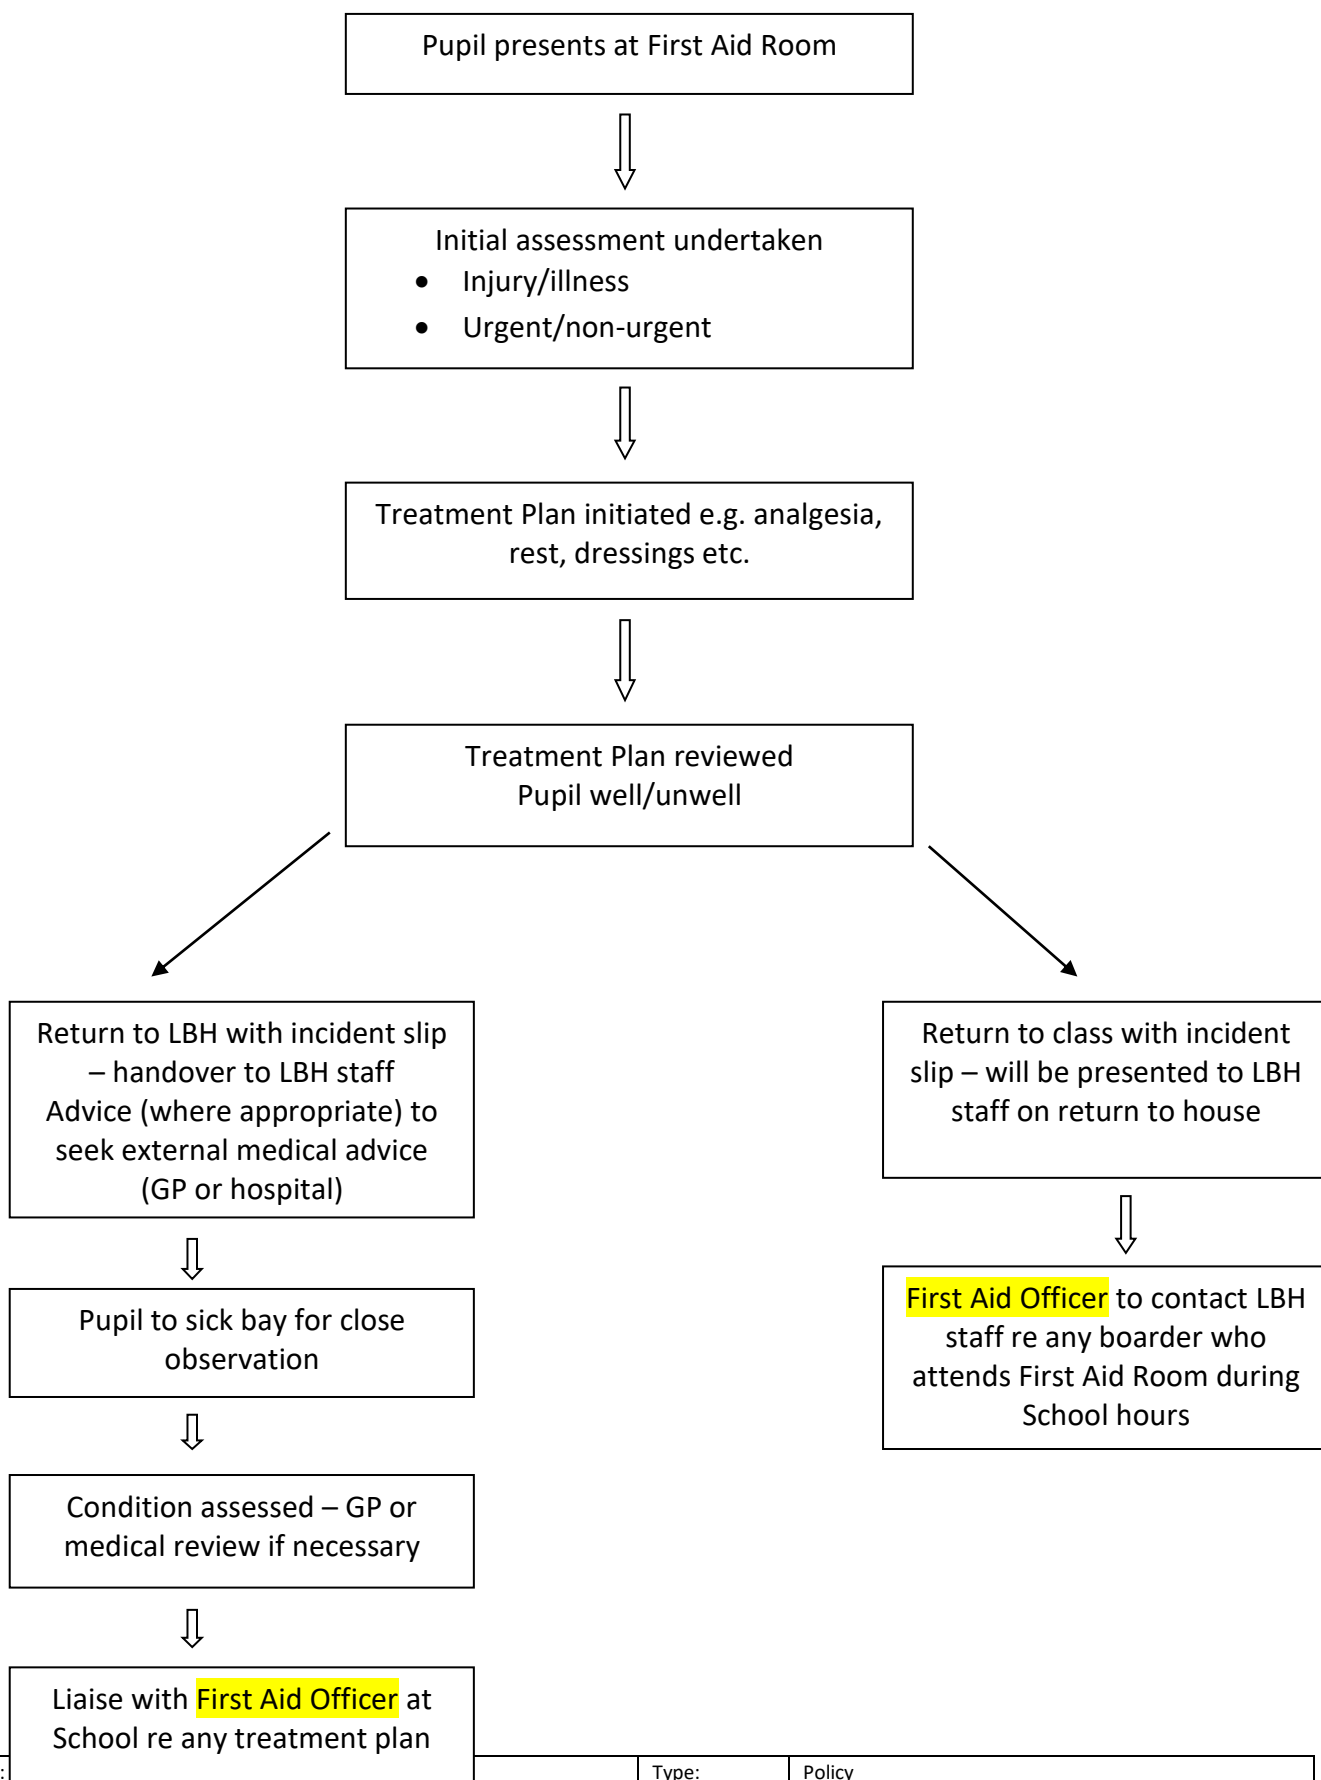 Pupil presents at First Aid Room
Initial assessment undertaken
• Injury/illness
• Urgent/non-urgent
Treatment Plan initiated e.g. analgesia,
rest, dressings etc.
Treatment Plan reviewed
Pupil well/unwell
Return to LBH with incident slip
– handover to LBH staff
Advice (where appropriate) to
seek external medical advice
(GP or hospital)
Pupil to sick bay for close
observation
Condition assessed – GP or
medical review if necessary
Liaise with First Aid Officer at
School re any treatment plan
Return to class with incident
slip – will be presented to LBH
staff on return to house
First Aid Officer to contact LBH
staff re any boarder who
attends First Aid Room during
School hours
: Type: Policy